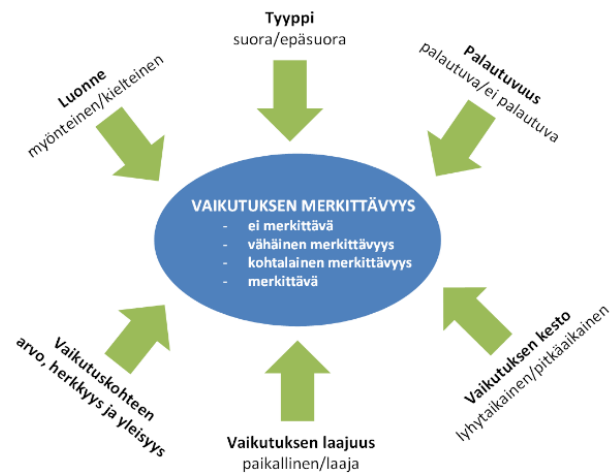 Tyyppi
suora/epäsuora
Luonne
myönteinen/kielteinen
Palautuvuus
palautuva/ei palautuva
VAIKUTUKSEN MERKITTÄVYYS
- ei merkittävä
- vähäinen merkittävyys
- kohtalainen merkittävyys
- merkittävä
Vaikutuskohteen
arvo, herkkyys ja yleisyys
Vaikutuksen laajuus
paikallinen/laaja
Vaikutuksen kesto
lyhytaikainen/pitkäaikainen